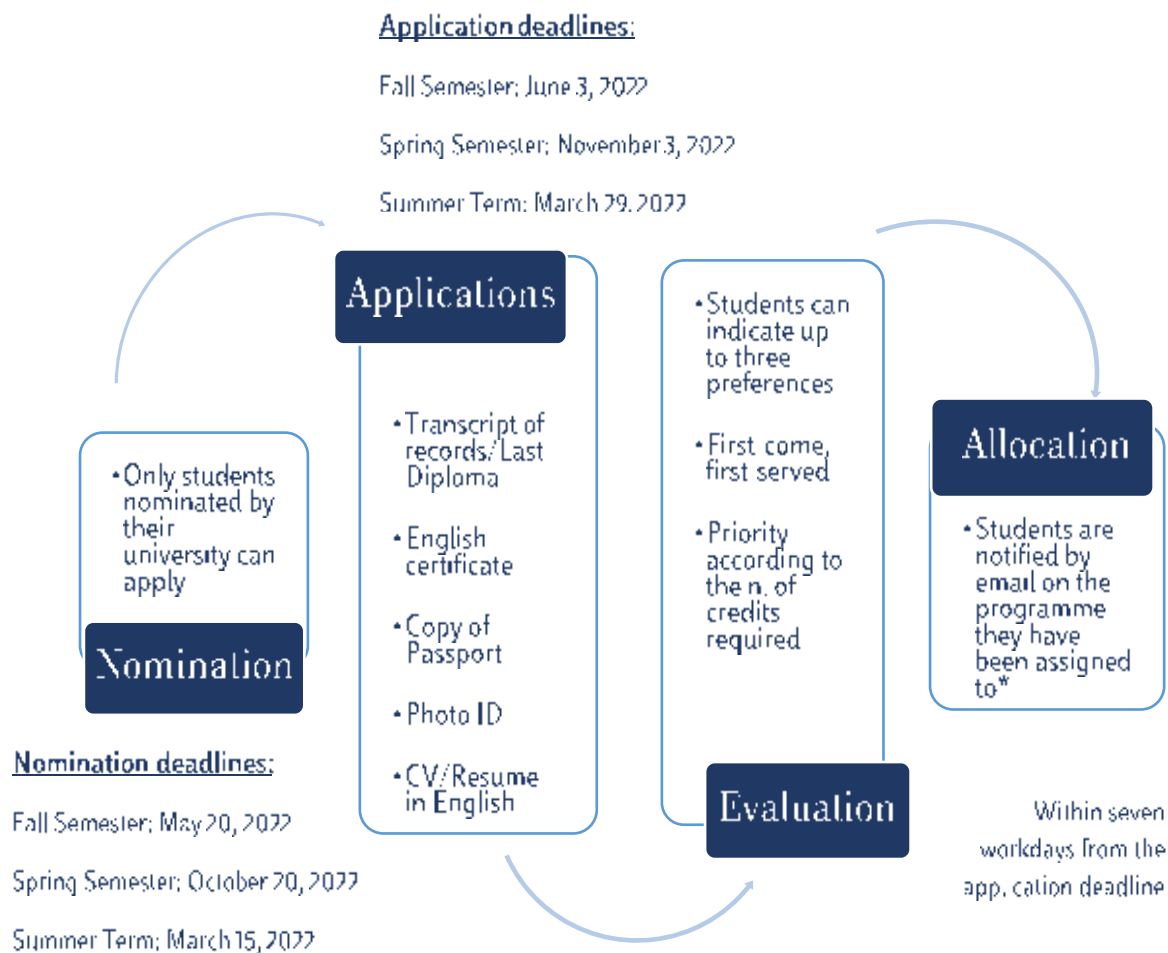 Application deadlines:
Fall Semester: June 3, 2022
Spring Semester: November 3, 2022
Summer Term: March 29, 2022
Applications
•Transcript of
records/Last
Diploma
•English
certificate
•Copy of
Passport
•Photo ID
•CV/Resume
in English
•Only students
nominated by
their
university can
apply
Nomination
Nomination deadlines:
Fall Semester: May 20, 2022
Spring Semester: October 20, 2022
Summer Term: March 15, 2022
•Students can
indicate up
to three
preferences
•First come,
first served
•Priority
according to
the n. of
credits
required
Evaluation
Allocation
•Students are
notified by
email on the
programme
they have
been assigned
to*
Within seven
workdays from the
application deadline